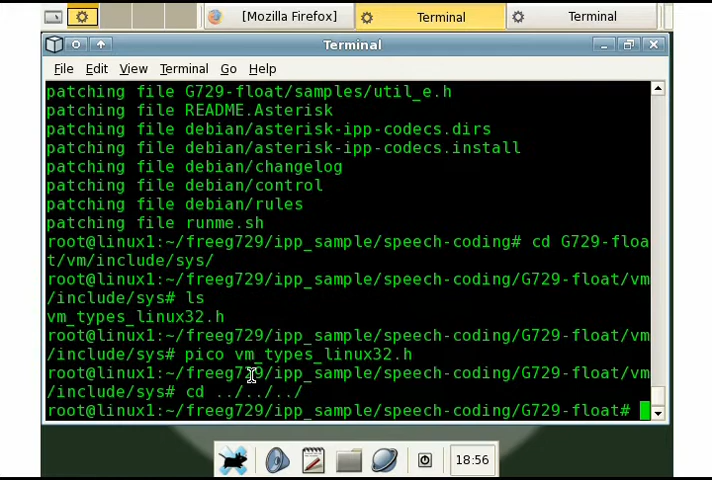 [Mozilla Firefox] Terminal Terminal
Terminal
File Edit View Terminal Go Help
patching file G729-float/samples/util_e.h
patching file README.Asterisk
patching file debian/asterisk-ipp-codecs.dirs
patching file debian/asterisk-ipp-codecs.install
patching file debian/changelog
patching file debian/control
patching file debian/rules
patching file runme.sh
root@linux1:~/freeg729/ipp_sample/speech-coding# cd G729-floa
t/vm/include/sys/
root@linux1:~/freeg729/ipp_sample/speech-coding/G729-float/vm
/include/sys# ls
vm_types_linux32.h
root@linux1:~/freeg729/ipp_sample/speech-coding/G729-float/vm
/include/sys# pico vm_types_linux32.h
root@linux1:~/freeg729/ipp_sample/speech-coding/G729-float/vm
/include/sys# cd ../../../
root@linux1:~/freeg729/ipp_sample/speech-coding/G729-float#
18:56